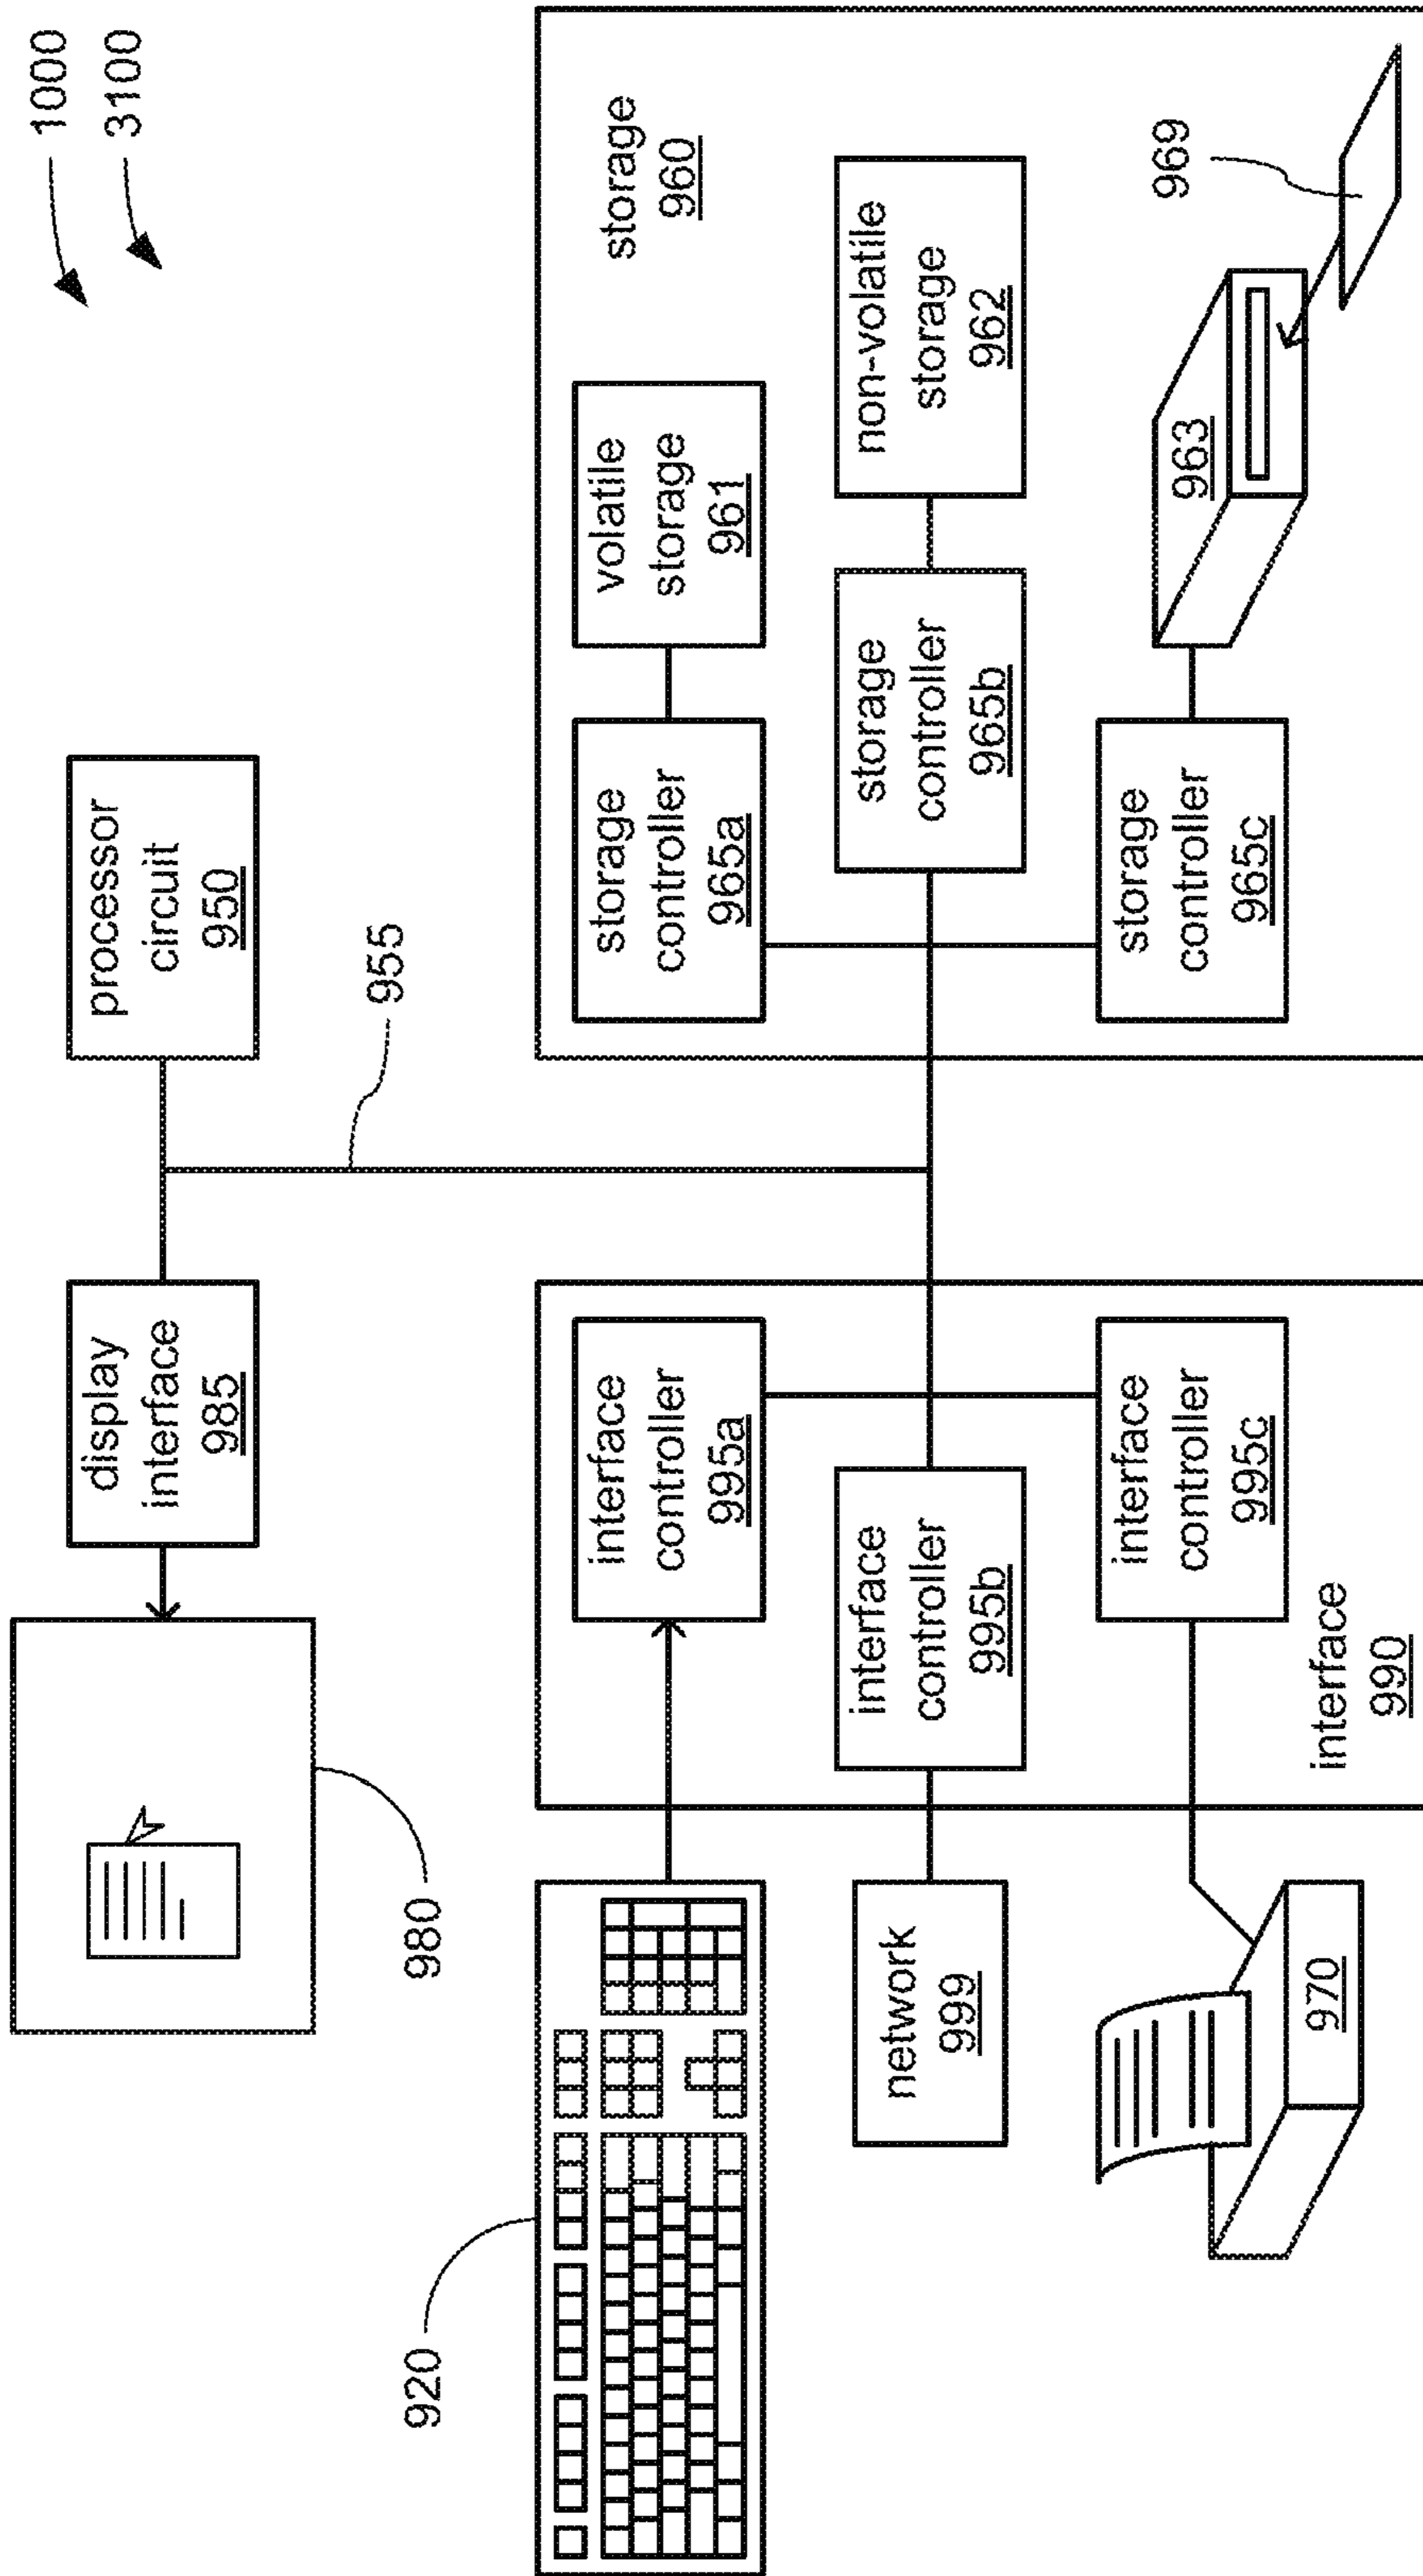 1000
3100
processor
circuit
950
display
interface
985
980
955
920
storage
960
storage
controller
965a
volatile
storage
961
storage
controller
965b
non-volatile
storage
962
storage
controller
965c
963
969
interface
controller
995a
interface
controller
995b
interface
controller
995c
interface
990
network
999
970